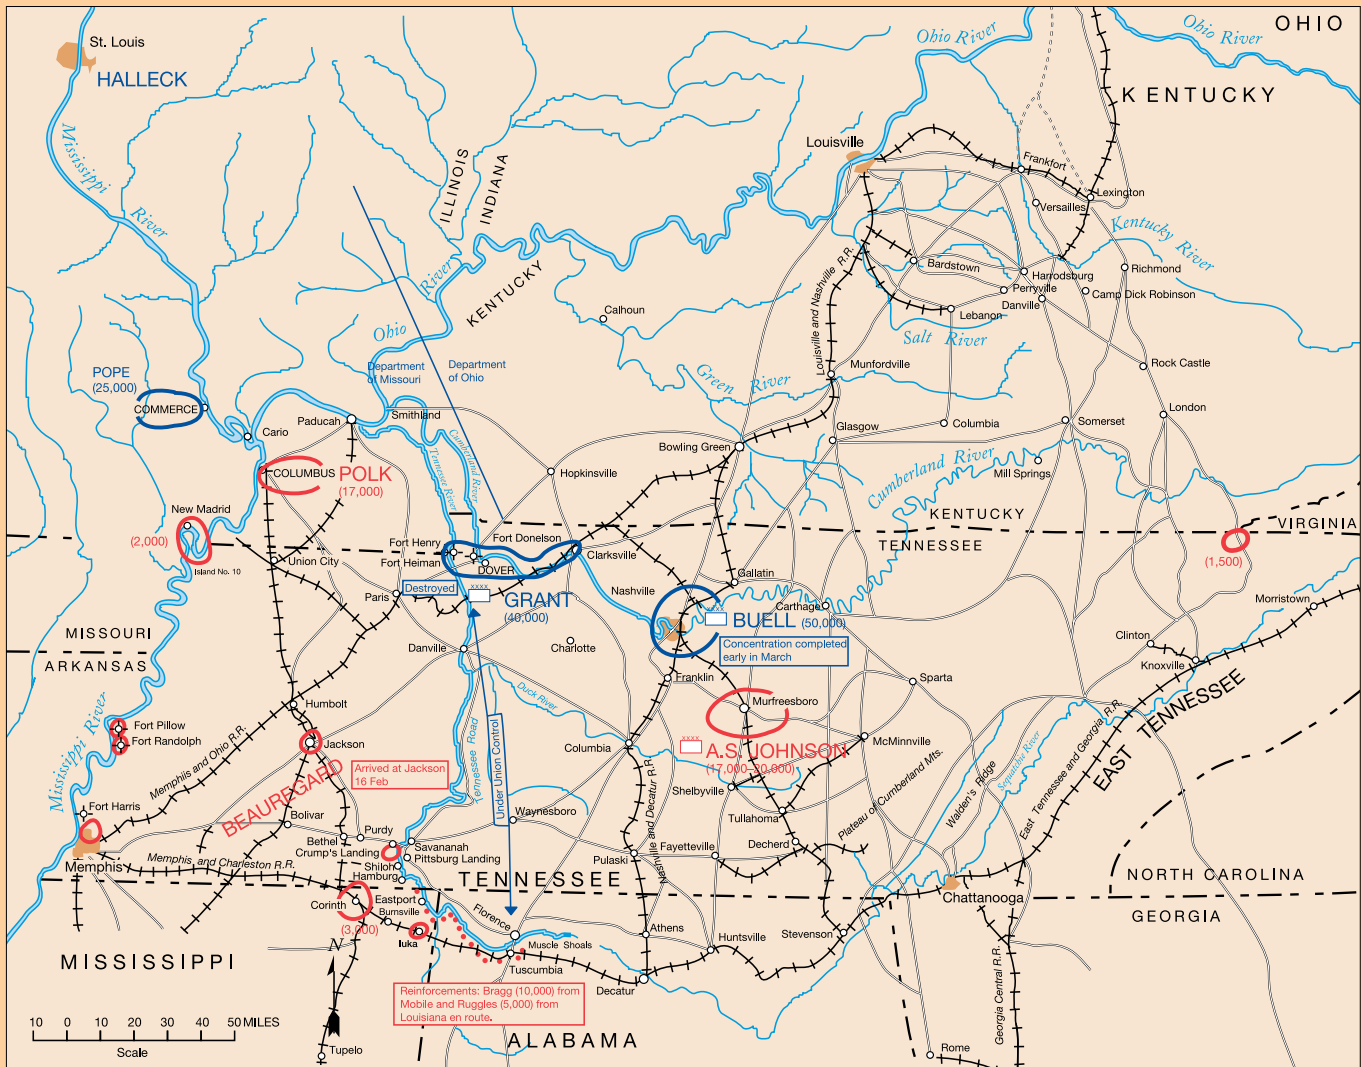 OHIO
Ohio River
Ohio River
St. Louis
HALLECK
KENTUCKY
Mississippi
River
Louisville
Frankfort
Lexington
Versailles
ILLINOIS
INDIANA
Kentucky River
Bardstown
Harrodsburg
Richmond
Perryville
Camp Dick Robinson
Danville
Lebanon
Louisville and Nashville R.R.
River
KENTUCKY
Calhoun
Ohio
Salt River
Department
of Missouri
Department
of Ohio
POPE
(25,000)
COMMERCE
Green River
Munfordville
Rock Castle
Paducah
Smithland
Cario
Glasgow
Columbia
Somerset
London
Bowling Green
Cumberland River
Tennessee River
COLUMBUS
POLK
(17,000)
Hopkinsville
Cumberland River
Mill Springs
New Madrid
(2,000)
Island No. 10
KENTUCKY
TENNESSEE
VIRGINIA
(1,500)
Fort Henry
Fort Heiman
Fort Donelson
DOVER
Clarksville
Union City
Destroyed
Paris
xxxx
GRANT
(40,000)
Nashville
Gallatin
Carthage
xxxx
BUELL (50,000)
Concentration completed
early in March
Morristown
Clinton
Knoxville
MISSOURI
ARKANSAS
Danville
Charlotte
Franklin
Duck River
Sparta
Murfreesboro
Humbolt
Mississippi River
Fort Pillow
Fort Randolph
Jackson
Memphiis and Ohio R.R.
BEAUREGARD
Arrived at Jackson
16 Feb
Tennessee Road
Under Union Control
Columbia
xxxx
A.S. JOHNSON
(17,000–20,000)
McMinnville
EAST TENNESSEE
East Tennessee and Georgia R.R.
Sequatchie River
Walden's Ridge
Plateau of Cumberland Mts.
Shelbyville
Tullahoma
Fort Harris
Memphis
Bolivar
Waynesboro
Nashville and Decatur R.R.
Purdy
Bethel
Crump's Landing
Savananah
Pittsburg Landing
Shiloh
Hamburg
Memphis and Charleston R.R.
Pulaski
Fayetteville
Decherd
TENNESSEE
NORTH CAROLINA
GEORGIA
Chattanooga
Corinth
(3,000)
Eastport
Burnsville
Iuka
Florence
Muscle Shoals
Tuscumbia
Athens
Huntsville
Stevenson
Decatur
N
MISSISSIPPI
Reinforcements: Bragg (10,000) from
Mobile and Ruggles (5,000) from
Louisiana en route.
Georgia Central R.R.
10 0 10 20 30 40 50 MILES
Scale
Tupelo
ALABAMA
Rome